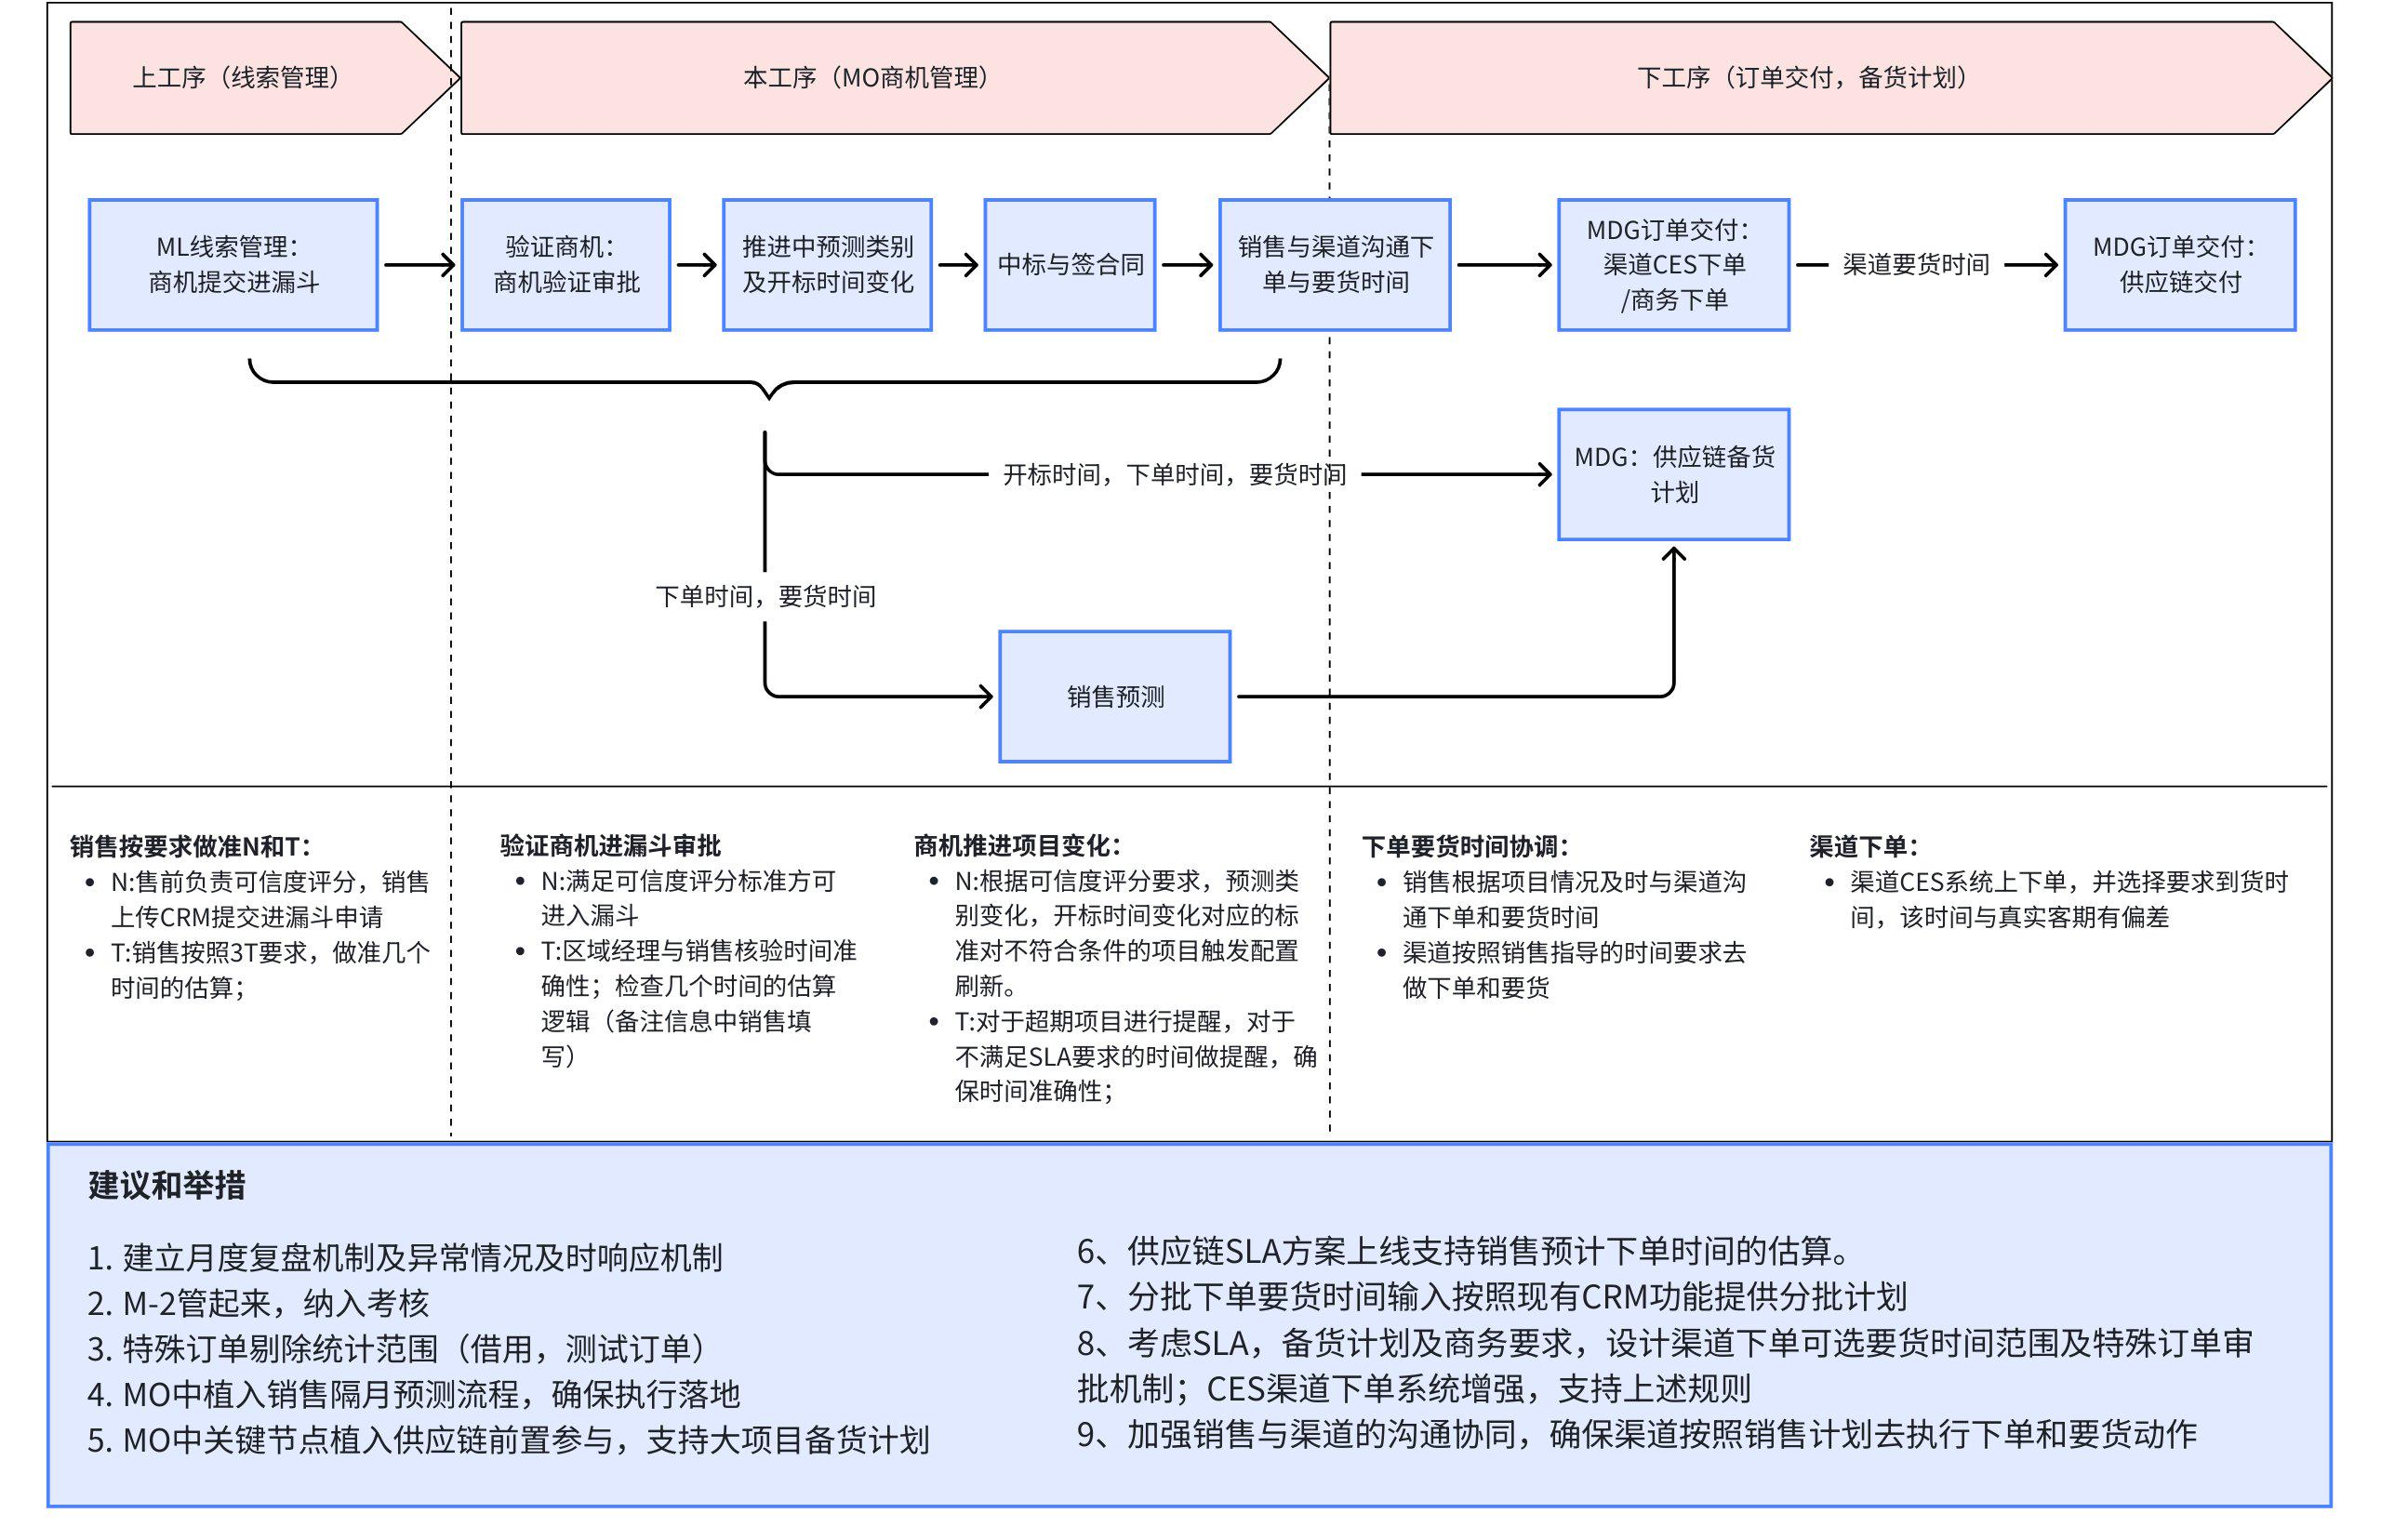 上工序（线索管理）
本工序（MO商机管理）
下工序（订单交付，备货计划）
ML线索管理：
商机提交进漏斗
验证商机：
商机验证审批
推进中预测类别
及开标时间变化
中标与签合同
销售与渠道沟通下
单与要货时间
MDG订单交付：
渠道CES下单
/商务下单
渠道要货时间
MDG订单交付：
供应链交付
开标时间，下单时间，要货时间
MDG：供应链备货
计划
下单时间，要货时间
销售预测
销售按要求做准N和T：
• N:售前负责可信度评分，销售
上传CRM提交进漏斗申请
• T:销售按照3T要求，做准几个
时间的估算；
验证商机进漏斗审批
• N:满足可信度评分标准方可
进入漏斗
• T:区域经理与销售核验时间准
确性；检查几个时间的估算
逻辑（备注信息中销售填
写）
商机推进项目变化：
• N:根据可信度评分要求，预测类
别变化，开标时间变化对应的标
准对不符合条件的项目触发配置
刷新。
• T:对于超期项目进行提醒，对于
不满足SLA要求的时间做提醒，确
保时间准确性；
下单要货时间协调：
• 销售根据项目情况及时与渠道沟
通下单和要货时间
• 渠道按照销售指导的时间要求去
做下单和要货
渠道下单：
• 渠道CES系统上下单，并选择要求到货时
间，该时间与真实客期有偏差
建议和举措
1. 建立月度复盘机制及异常情况及时响应机制
2. M-2管起来，纳入考核
3. 特殊订单剔除统计范围（借用，测试订单）
4. MO中植入销售隔月预测流程，确保执行落地
5. MO中关键节点植入供应链前置参与，支持大项目备货计划
6、供应链SLA方案上线支持销售预计下单时间的估算。
7、分批下单要货时间输入按照现有CRM功能提供分批计划
8、考虑SLA，备货计划及商务要求，设计渠道下单可选要货时间范围及特殊订单审
批机制；CES渠道下单系统增强，支持上述规则
9、加强销售与渠道的沟通协同，确保渠道按照销售计划去执行下单和要货动作